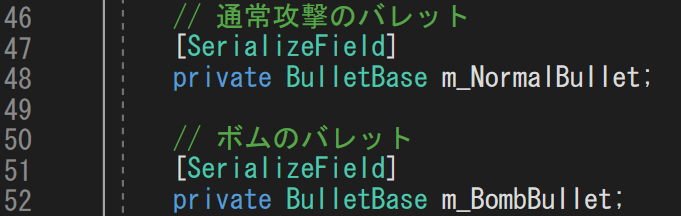 46 // 通常攻撃のバレット
47 [SerializeField]
48 private BulletBase m_NormalBullet;
49
50 // ボムのバレット
51 [SerializeField]
52 private BulletBase m_BombBullet;